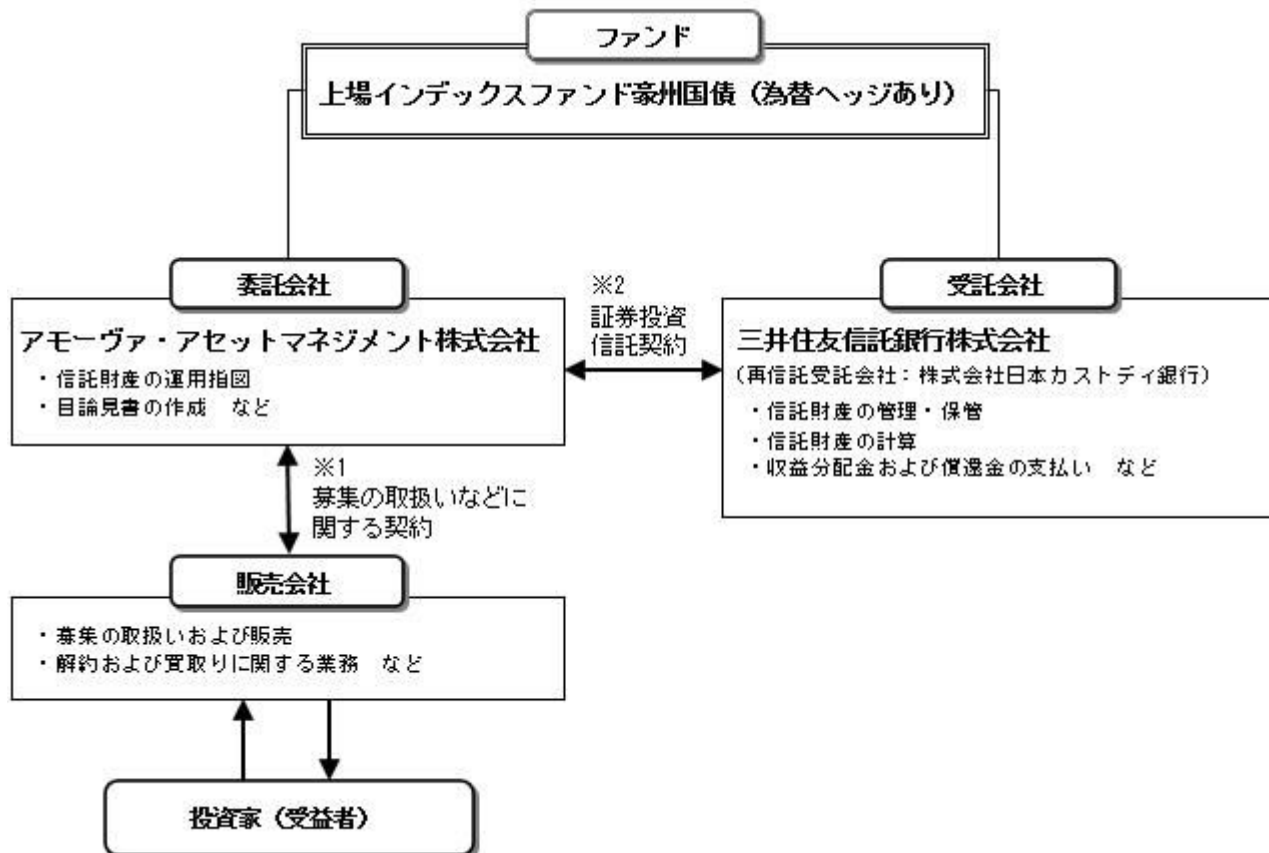 ファンド
上場インデックスファンド豪州国債（為替ヘッジあり）
委託会社
アモーヴァ・アセットマネジメント株式会社
・信託財産の運用指図
・目論見書の作成　など
※2
証券投資
信託契約
受託会社
三井住友信託銀行株式会社
（再信託受託会社：株式会社日本カストディ銀行）
・信託財産の管理・保管
・信託財産の計算
・収益分配金および償還金の支払い　など
※1
募集の取扱いなどに
関する契約
販売会社
・募集の取扱いおよび販売
・解約および買取りに関する業務　など
投資家（受益者）